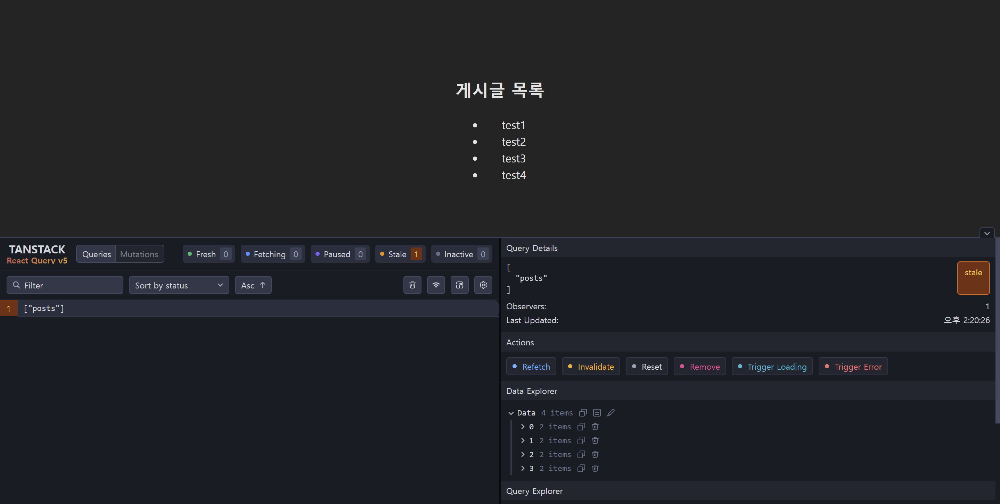 게시글 목록
test1
test2
test3
test4
TANSTACK
React Query v5
Queries Mutations
Fresh 0 Fetching 0 Paused 0 Stale 1 Inactive 0
Filter Sort by status Asc
1 ["posts"]
Query Details
[
"posts"
]
stale
Observers: 1
Last Updated: 오후 2:20:26
Actions
Refetch Invalidate Reset Remove Trigger Loading Trigger Error
Data Explorer
Data 4 items
0 2 items
1 2 items
2 2 items
3 2 items
Query Explorer